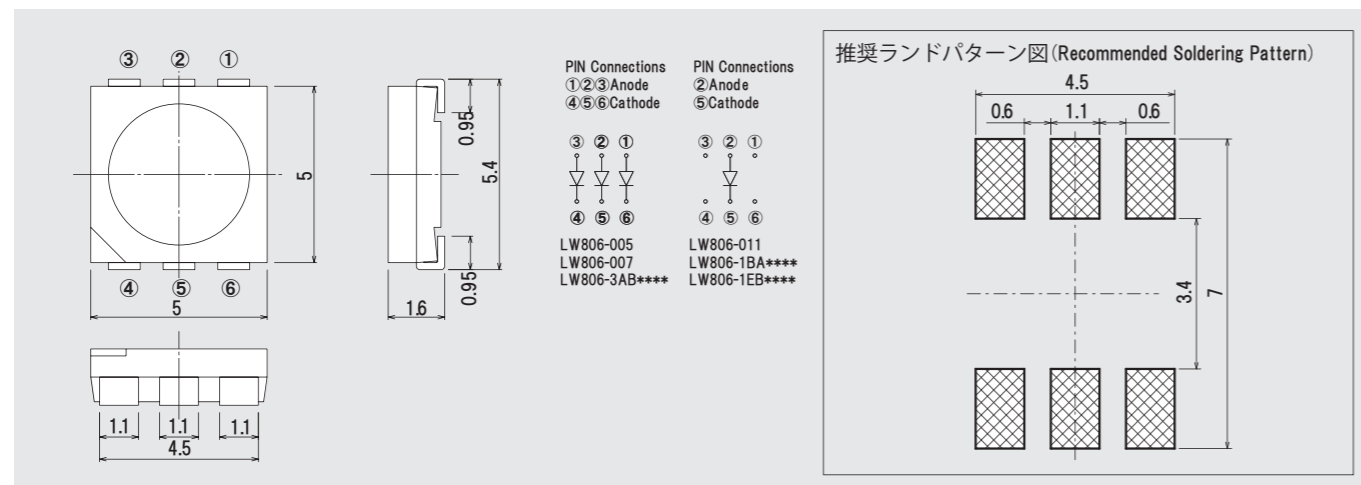 ③ ② ①
5
④ ⑤ ⑥
5
1.1 1.1 1.1
4.5
0.95
5.4
0.95
1.6
PIN Connections
①②③Anode
④⑤⑥Cathode
③ ② ①
④ ⑤ ⑥
LW806-005
LW806-007
LW806-3AB****
PIN Connections
②Anode
⑤Cathode
③ ② ①
④ ⑤ ⑥
LW806-011
LW806-1BA****
LW806-1EB****
推奨ランドパターン図(Recommended Soldering Pattern)
4.5
0.6 1.1 0.6
3.4
7